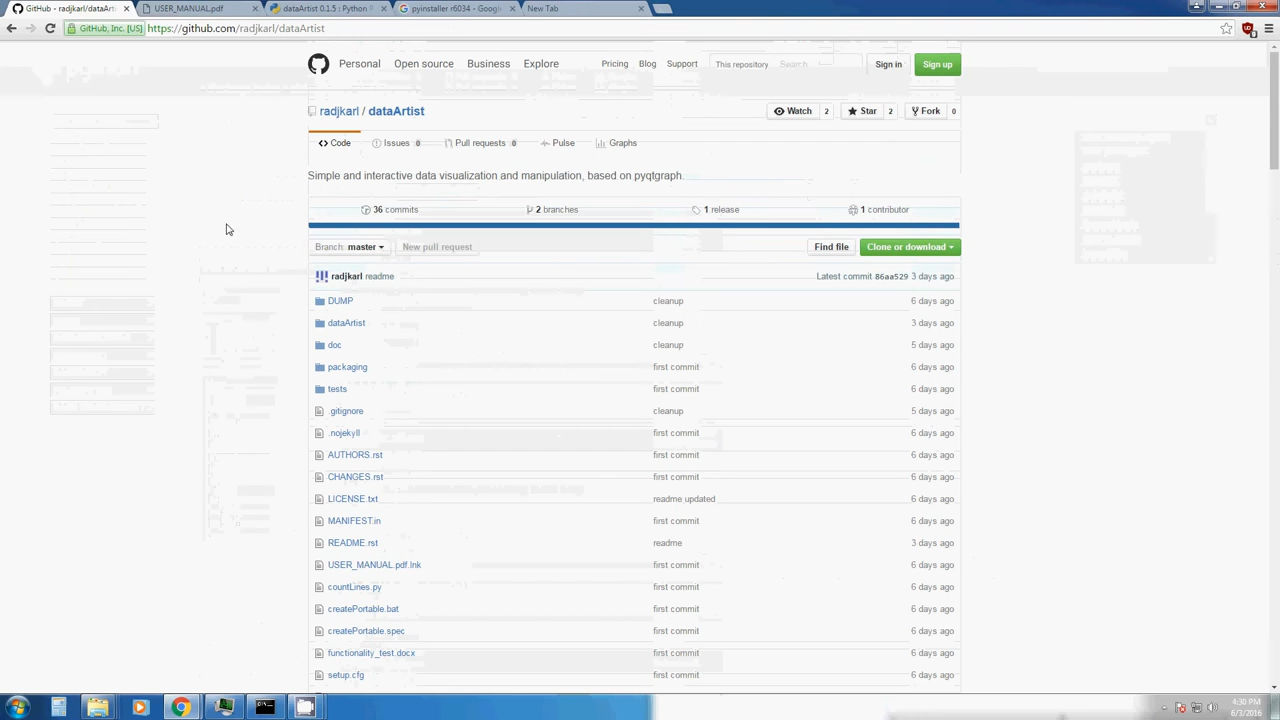 GitHub - radjkarl/dataArti
USER_MANUAL.pdf
dataArtist 0.1.5 : Python P
pyinstaller r6034 - Google
New Tab
GitHub, Inc. [US] https://github.com/radjkarl/dataArtist
Personal Open source Business Explore Pricing Blog Support This repository Search Sign in Sign up
radjkarl / dataArtist Watch 2 Star 2 Fork 0
Code Issues 0 Pull requests 0 Pulse Graphs
Simple and interactive data visualization and manipulation, based on pyqtgraph
36 commits 2 branches 1 release 1 contributor
Branch: master New pull request Find file Clone or download
radjkarl readme Latest commit 86aa529 3 days ago
DUMP cleanup 6 days ago
dataArtist cleanup 3 days ago
doc cleanup 5 days ago
packaging first commit 6 days ago
tests first commit 6 days ago
.gitignore cleanup 5 days ago
.nojekyll first commit 6 days ago
AUTHORS.rst first commit 6 days ago
CHANGES.rst first commit 6 days ago
LICENSE.txt readme updated 6 days ago
MANIFEST.in first commit 6 days ago
README.rst readme 3 days ago
USER_MANUAL.pdf.lnk first commit 6 days ago
countLines.py first commit 6 days ago
createPortable.bat first commit 6 days ago
createPortable.spec first commit 6 days ago
functionality_test.docx first commit 6 days ago
setup.cfg first commit 6 days ago
4:30 PM
6/3/2016